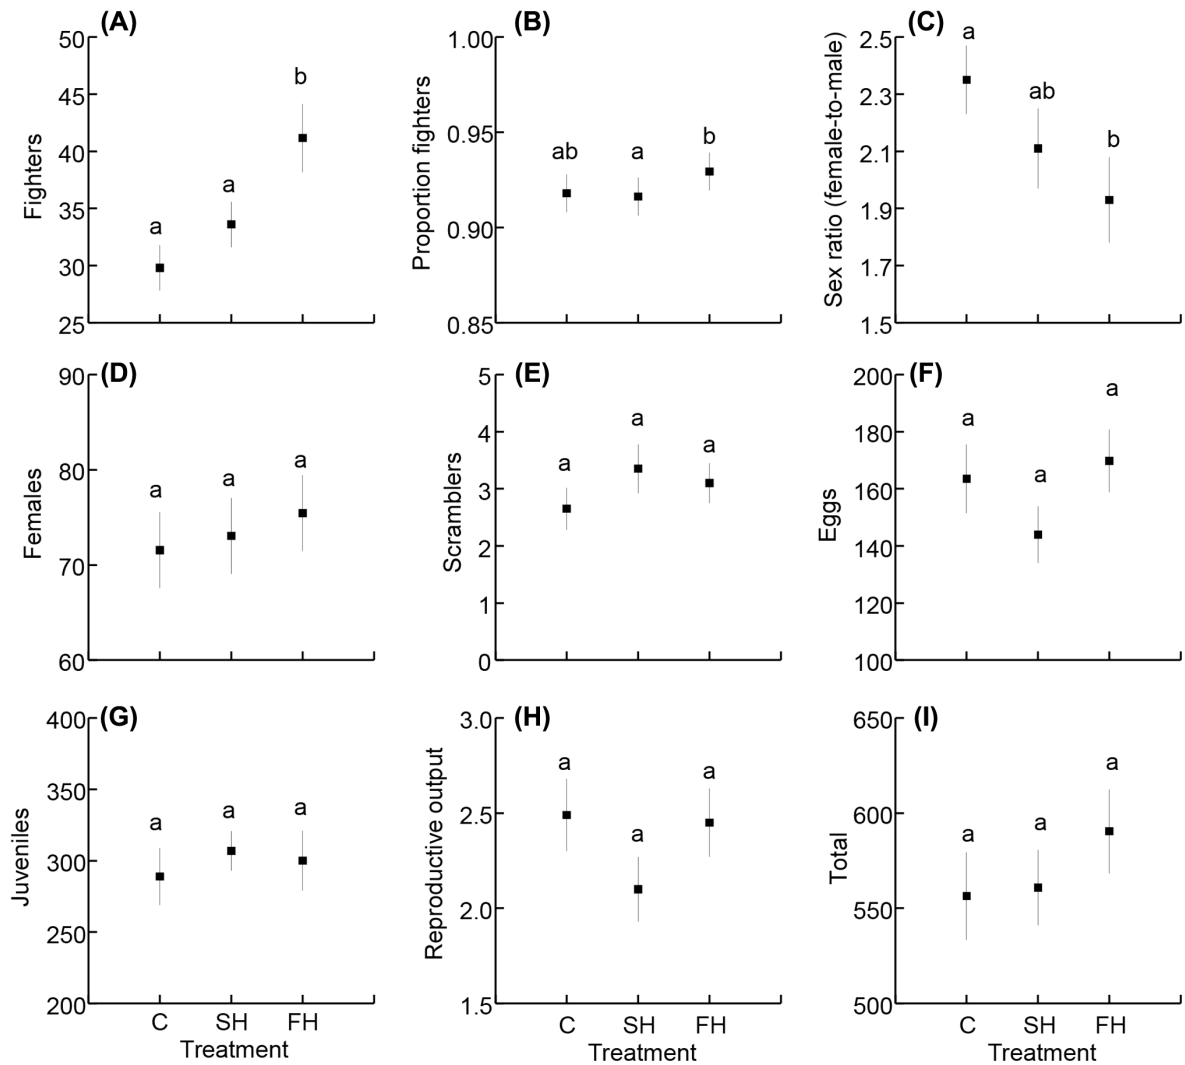 (A)
50
45
40
35
30
25
Fighters
a
a
b
(B)
1.00
0.95
0.90
0.85
Proportion fighters
ab
a
b
(C)
2.5
2.3
2.1
1.9
1.7
1.5
Sex ratio (female-to-male)
a
ab
b
(D)
90
80
70
60
Females
a
a
a
(E)
5
4
3
2
1
0
Scramblers
a
a
a
(F)
200
180
160
140
120
100
Eggs
a
a
a
(G)
400
350
300
250
200
Juveniles
a
a
a
C SH FH
Treatment
(H)
3.0
2.5
2.0
1.5
Reproductive output
a
a
a
C SH FH
Treatment
(I)
650
600
550
500
Total
a
a
a
C SH FH
Treatment